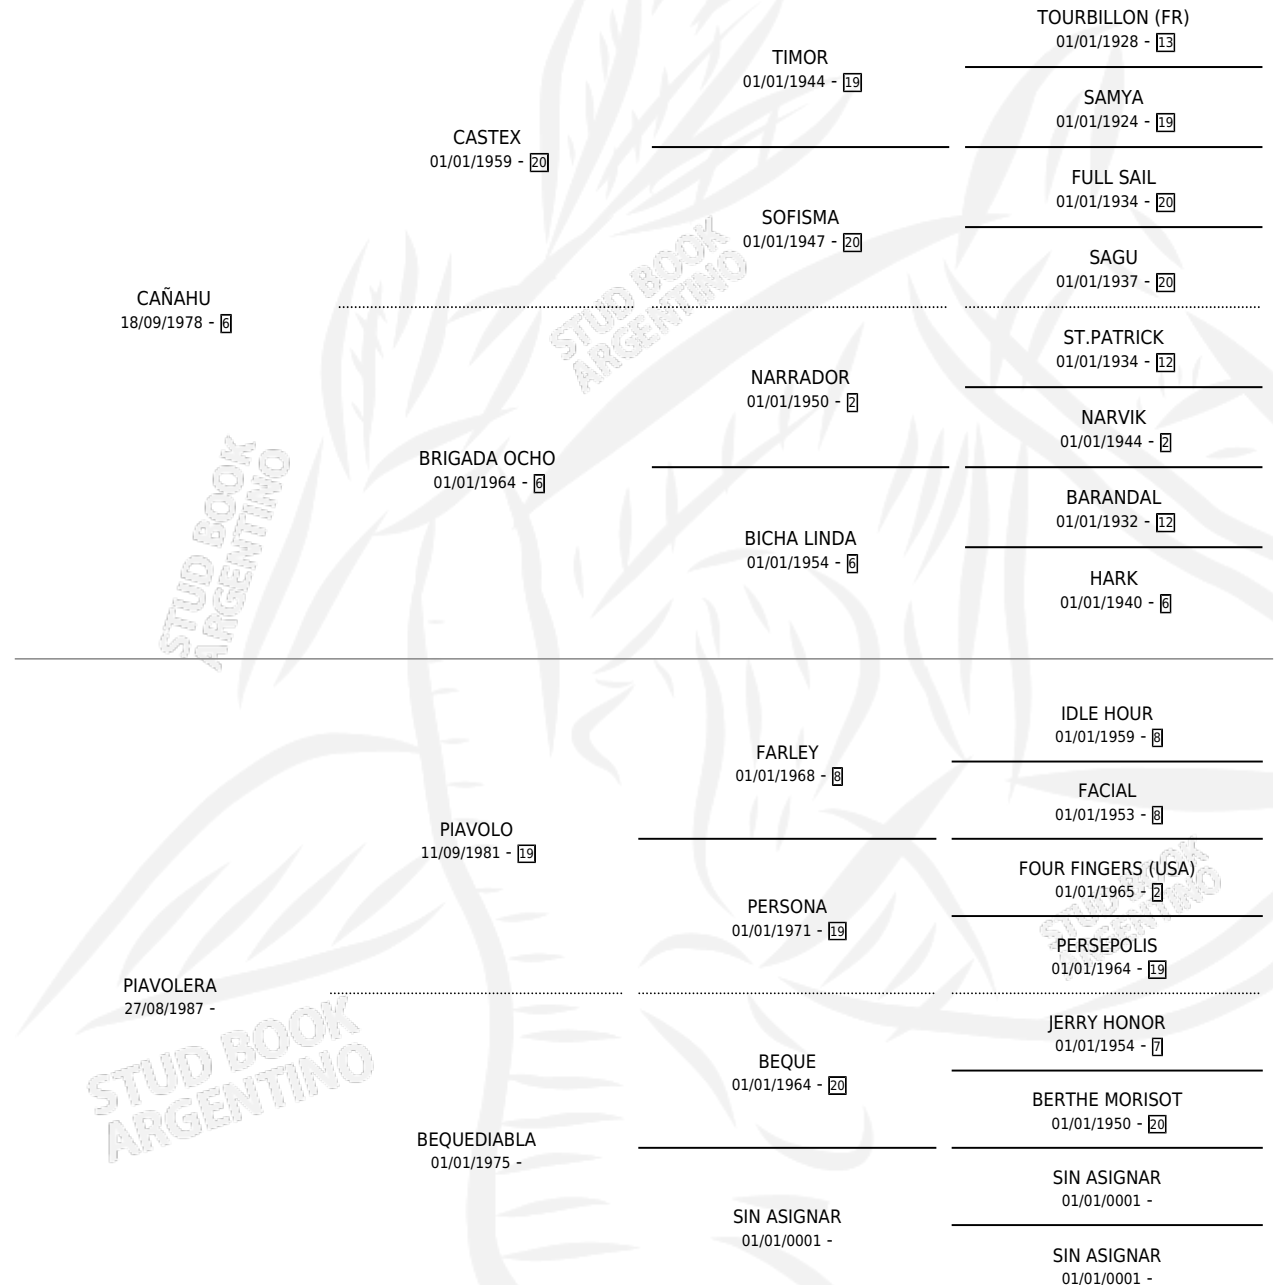 TOURBILLON (FR)
01/01/1928 - 13
TIMOR
01/01/1944 - 19
SAMYA
01/01/1924 - 19
CASTEX
01/01/1959 - 20
FULL SAIL
01/01/1934 - 20
SOFISMA
01/01/1947 - 20
SAGU
01/01/1937 - 20
CAÑAHU
18/09/1978 - 6
ST.PATRICK
01/01/1934 - 12
NARRADOR
01/01/1950 - 2
NARVIK
01/01/1944 - 2
BRIGADA OCHO
01/01/1964 - 6
BARANDAL
01/01/1932 - 12
BICHA LINDA
01/01/1954 - 6
HARK
01/01/1940 - 6
STUD BOOK
ARGENTINO
STUD BOOK
ARGENTINO
IDLE HOUR
01/01/1959 - 8
FARLEY
01/01/1968 - 8
FACIAL
01/01/1953 - 8
PIAVOLO
11/09/1981 - 19
FOUR FINGERS (USA)
01/01/1965 - 2
PERSONA
01/01/1971 - 19
PERSEPOLIS
01/01/1964 - 19
PIAVOLERA
27/08/1987 -
JERRY HONOR
01/01/1954 - 7
BEQUE
01/01/1964 - 20
BERTHE MORISOT
01/01/1950 - 20
BEQUEDIABLA
01/01/1975 -
SIN ASIGNAR
01/01/0001 -
SIN ASIGNAR
01/01/0001 -
SIN ASIGNAR
01/01/0001 -
STUD BOOK
ARGENTINO
STUD BOOK
ARGENTINO